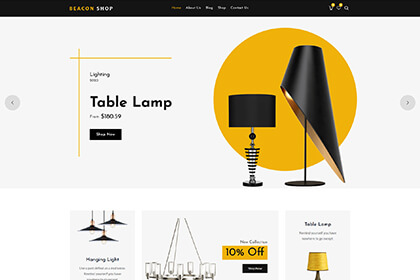 BEACON SHOP
Home About Us Blog Shop Contact Us
Lighting
Table Lamp
From $160.59
Shop Now
New Collection
10% Off
Shop Now
Hanging Light
Table Lamp